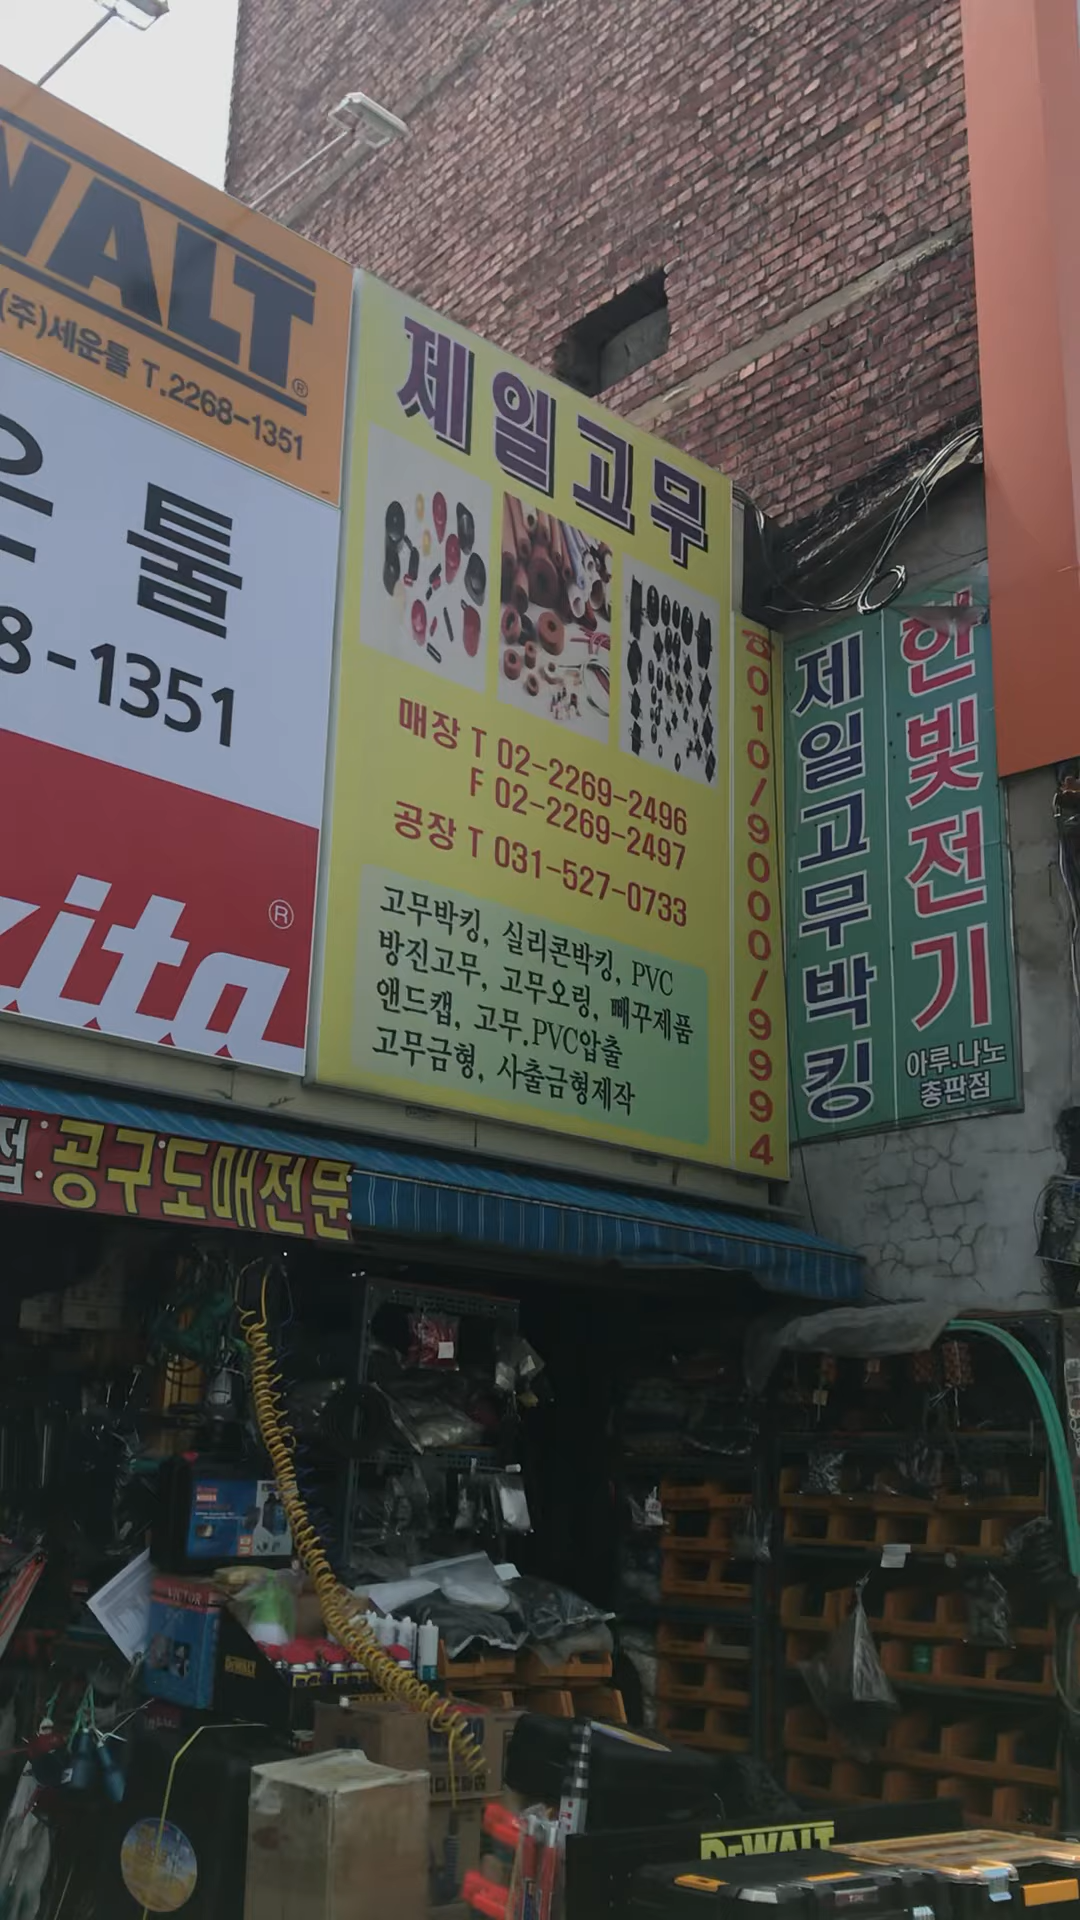 WALT®
(주)세운툴 T.2268-1351
운 툴
8-1351
kita®
점·공구도매전문
제일고무
매장 T 02-2269-2496
F 02-2269-2497
공장 T 031-527-0733
고무박킹, 실리콘박킹, PVC
방진고무, 고무오링, 빼꾸제품
앤드캡, 고무.PVC압출
고무금형, 사출금형제작
☎010/9000/9994
제일고무박킹
한빛전기
아루.나노
총판점
VICTOR
DEWALT
DEWALT